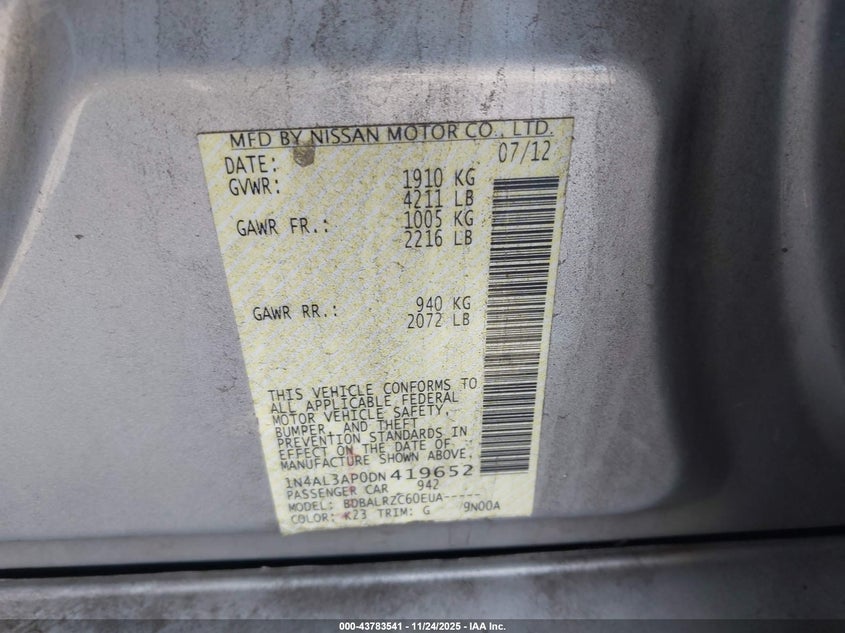 MFD BY NISSAN MOTOR CO., LTD.
DATE: 07/12
GVWR: 1910 KG
4211 LB
GAWR FR.: 1005 KG
2216 LB
GAWR RR.: 940 KG
2072 LB
THIS VEHICLE CONFORMS TO
ALL APPLICABLE FEDERAL
MOTOR VEHICLE SAFETY,
BUMPER, AND THEFT
PREVENTION STANDARDS IN
EFFECT ON THE DATE OF
MANUFACTURE SHOWN ABOVE.
1N4AL3AP0DN419652
PASSENGER CAR 942
MODEL: BDBALRZC60EUA-----
COLOR: K23 TRIM: G 9N00A
000-43783541 - 11/24/2025 - IAA Inc.